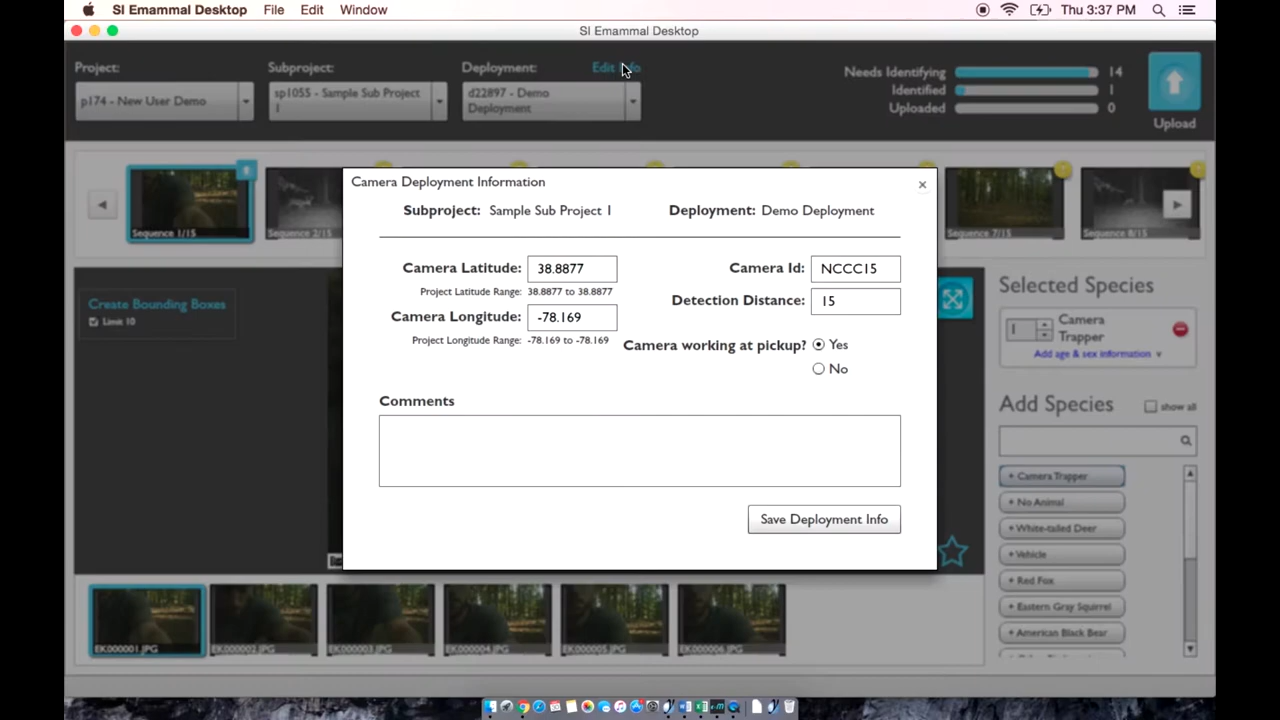 SI Emammal Desktop File Edit Window Thu 3:37 PM
SI Emammal Desktop
Project: Subproject: Deployment: Edit Info
p174 - New User Demo
sp1055 - Sample Sub Project 1
d22897 - Demo Deployment
Needs Identifying 14
Identified 1
Uploaded 0
Upload
Sequence 1/15
Sequence 2/15
Sequence 7/15
Sequence 8/15
Camera Deployment Information
Subproject: Sample Sub Project 1 Deployment: Demo Deployment
Camera Latitude: 38.8877
Project Latitude Range: 38.8877 to 38.8877
Camera Longitude: -78.169
Project Longitude Range: -78.169 to -78.169
Camera Id: NCCC15
Detection Distance: 15
Camera working at pickup? Yes
No
Comments
Save Deployment Info
Create Bounding Boxes
Limit 10
Selected Species
1 Camera Trapper
Add age & sex information
Add Species show all
+ Camera Trapper
+ No Animal
+ White-tailed Deer
+ Vehicle
+ Red Fox
+ Eastern Gray Squirrel
+ American Black Bear
EK000001.JPG
EK000002.JPG
EK000003.JPG
EK000004.JPG
EK000005.JPG
EK000006.JPG